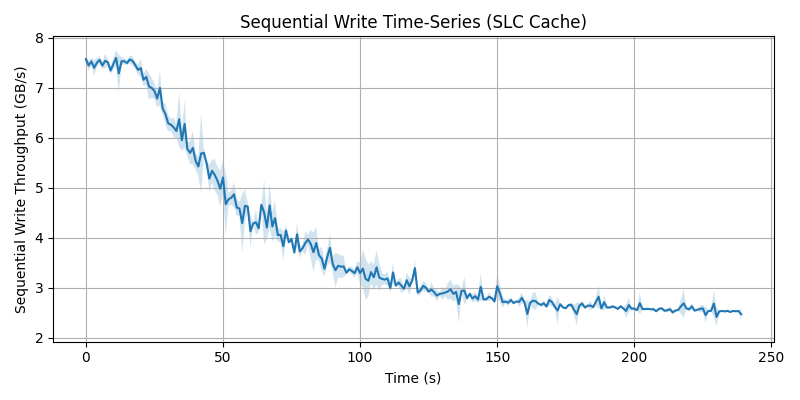 Sequential Write Time-Series (SLC Cache)
Sequential Write Throughput (GB/s)
8
7
6
5
4
3
2
0 50 100 150 200 250
Time (s)